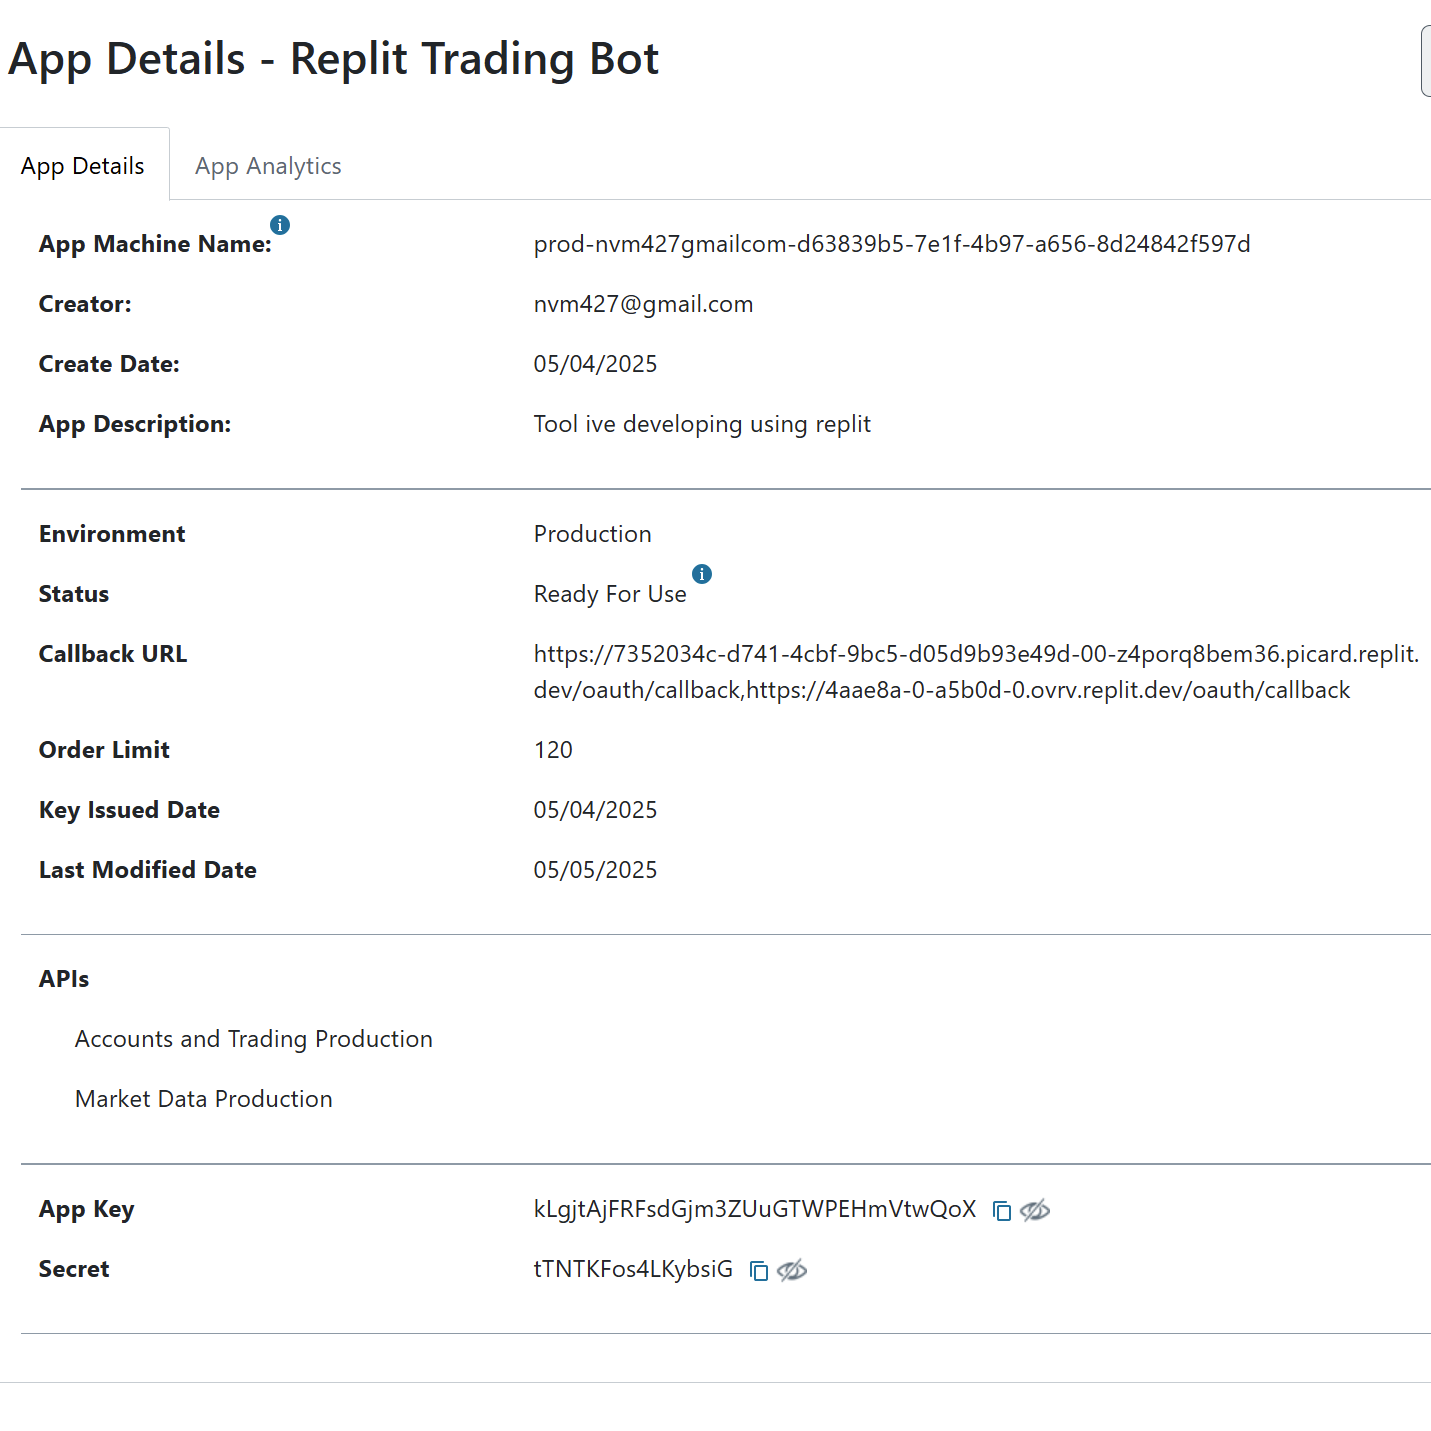 App Details - Replit Trading Bot
App Details
App Analytics
App Machine Name:
prod-nvm427gmailcom-d63839b5-7e1f-4b97-a656-8d24842f597d
Creator:
nvm427@gmail.com
Create Date:
05/04/2025
App Description:
Tool ive developing using replit
Environment
Production
Status
Ready For Use
Callback URL
https://7352034c-d741-4cbf-9bc5-d05d9b93e49d-00-z4porq8bem36.picard.replit.
dev/oauth/callback,https://4aae8a-0-a5b0d-0.ovrv.replit.dev/oauth/callback
Order Limit
120
Key Issued Date
05/04/2025
Last Modified Date
05/05/2025
APIs
Accounts and Trading Production
Market Data Production
App Key
kLgjtAjFRFsdGjm3ZUuGTWPEHmVtwQoX
Secret
tTNTKFos4LKybsiG